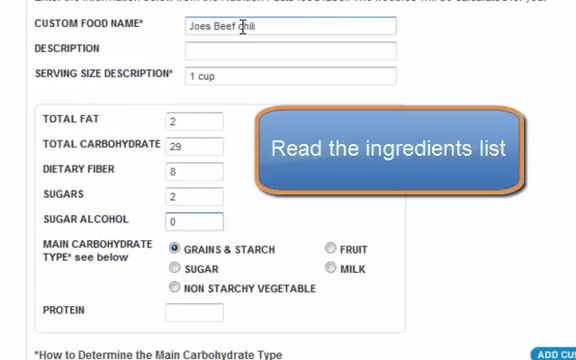 CUSTOM FOOD NAME* Joes Beef chili
DESCRIPTION
SERVING SIZE DESCRIPTION* 1 cup
TOTAL FAT 2
TOTAL CARBOHYDRATE 29
DIETARY FIBER 8
SUGARS 2
SUGAR ALCOHOL 0
MAIN CARBOHYDRATE TYPE* see below
GRAINS & STARCH FRUIT
SUGAR MILK
NON STARCHY VEGETABLE
PROTEIN
Read the ingredients list
*How to Determine the Main Carbohydrate Type
ADD CUS